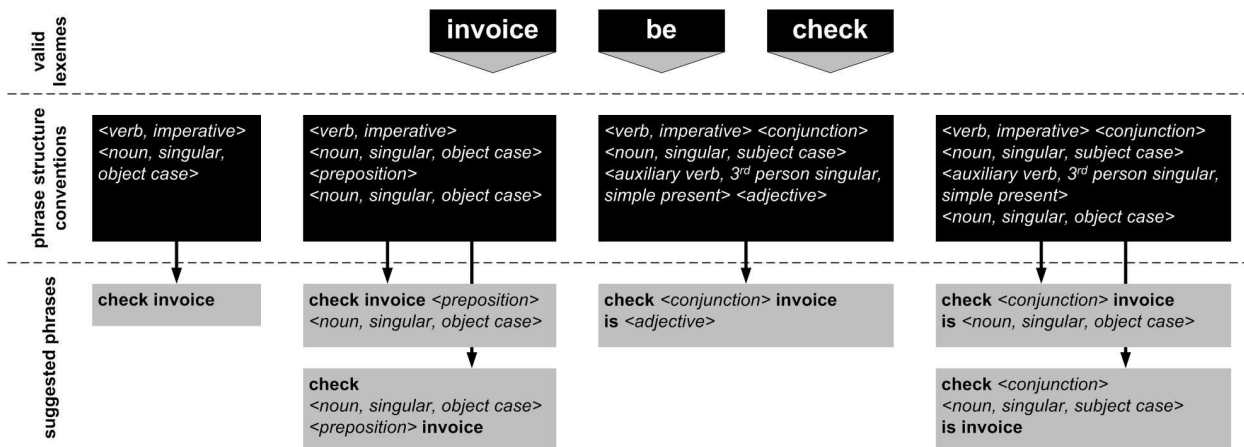 valid
lexemes
invoice
be
check
phrase structure
conventions
<verb, imperative>
<noun, singular,
object case>
<verb, imperative>
<noun, singular, object case>
<preposition>
<noun, singular, object case>
<verb, imperative> <conjunction>
<noun, singular, subject case>
<auxiliary verb, 3rd person singular,
simple present> <adjective>
<verb, imperative> <conjunction>
<noun, singular, subject case>
<auxiliary verb, 3rd person singular,
simple present>
<noun, singular, object case>
suggested phrases
check invoice
check invoice <preposition>
<noun, singular, object case>
check <conjunction> invoice
is <adjective>
check <conjunction> invoice
is <noun, singular, object case>
check
<noun, singular, object case>
<preposition> invoice
check <conjunction>
<noun, singular, subject case>
is invoice